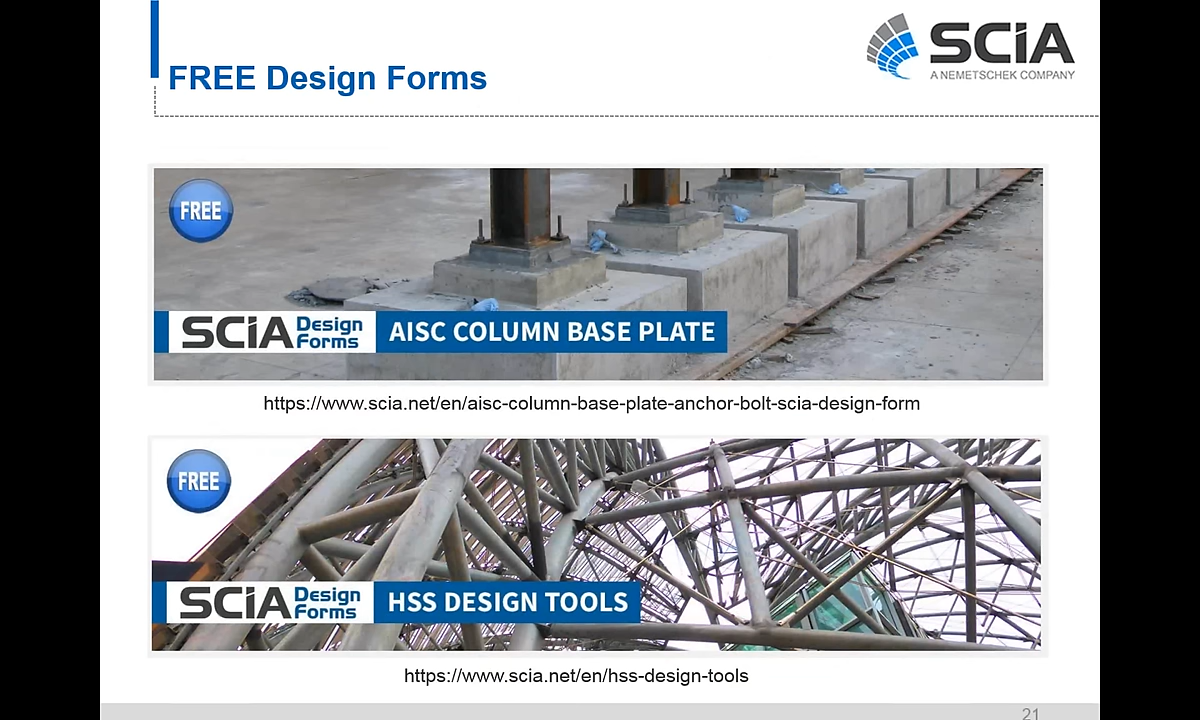 FREE Design Forms
SCiA
A NEMETSCHEK COMPANY
FREE
SCiA Design Forms
AISC COLUMN BASE PLATE
https://www.scia.net/en/aisc-column-base-plate-anchor-bolt-scia-design-form
FREE
SCiA Design Forms
HSS DESIGN TOOLS
https://www.scia.net/en/hss-design-tools
21